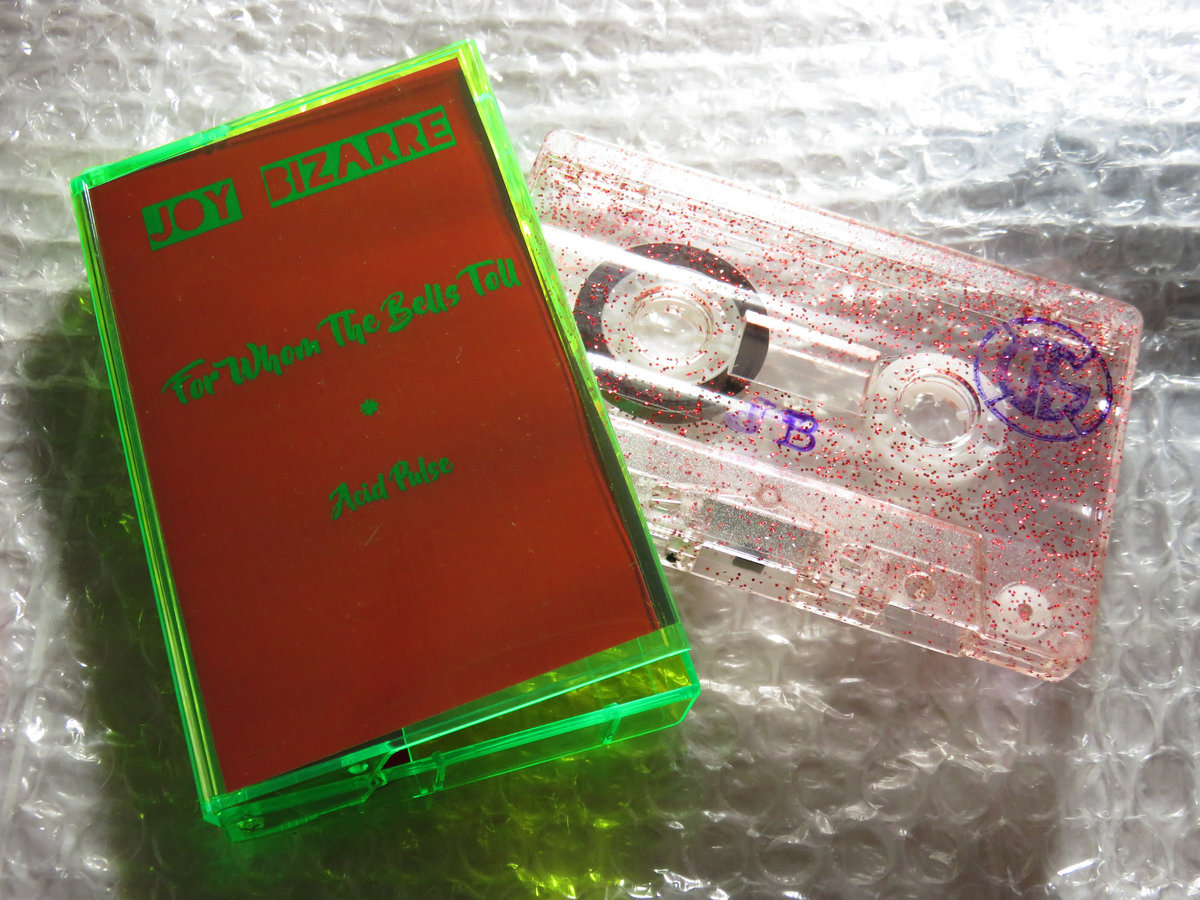 JOY BIZARRE
For Whom The Bells Toll
*
Acid Pulse
JB